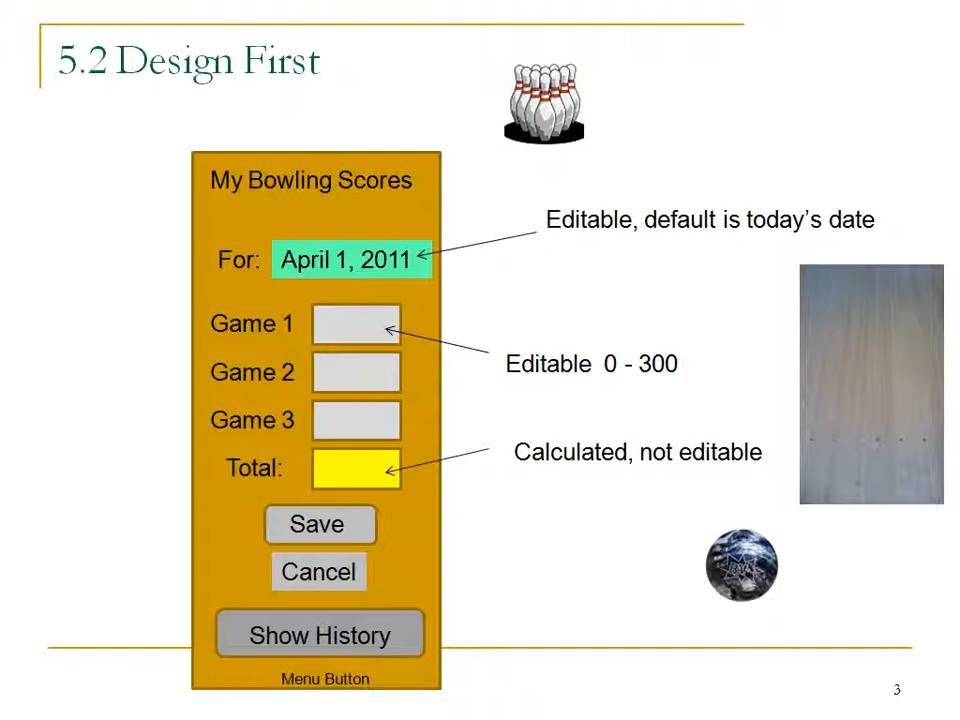 5.2 Design First
My Bowling Scores
Editable, default is today's date
For: April 1, 2011
Game 1
Editable 0 - 300
Game 2
Game 3
Calculated, not editable
Total:
Save
Cancel
Show History
Menu Button
3